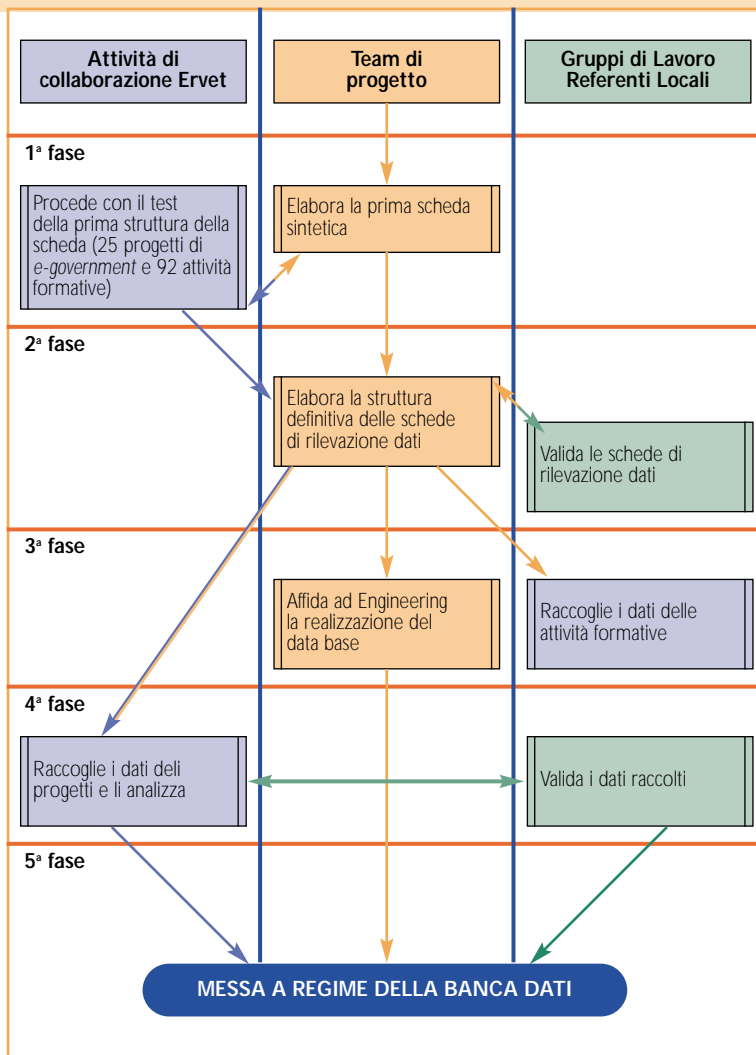 Attività di
collaborazione Ervet
Team di
progetto
Gruppi di Lavoro
Referenti Locali
1ª fase
Procede con il test
della prima struttura della
scheda (25 progetti di
e-government e 92 attività
formative)
Elabora la prima scheda
sintetica
2ª fase
Elabora la struttura
definitiva delle schede
di rilevazione dati
Valida le schede di
rilevazione dati
3ª fase
Affida ad Engineering
la realizzazione del
data base
Raccoglie i dati delle
attività formative
4ª fase
Raccoglie i dati deli
progetti e li analizza
Valida i dati raccolti
5ª fase
MESSA A REGIME DELLA BANCA DATI